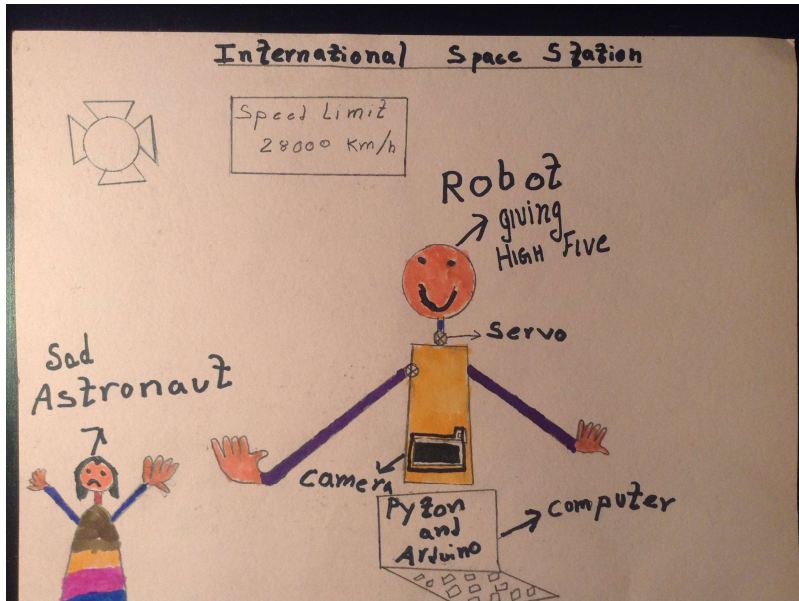 International Space Station
Speed Limit
28000 Km/h
Robot
giving
HIGH FIVE
servo
Sad
Astronaut
camera
Pyton
and
Arduino
computer